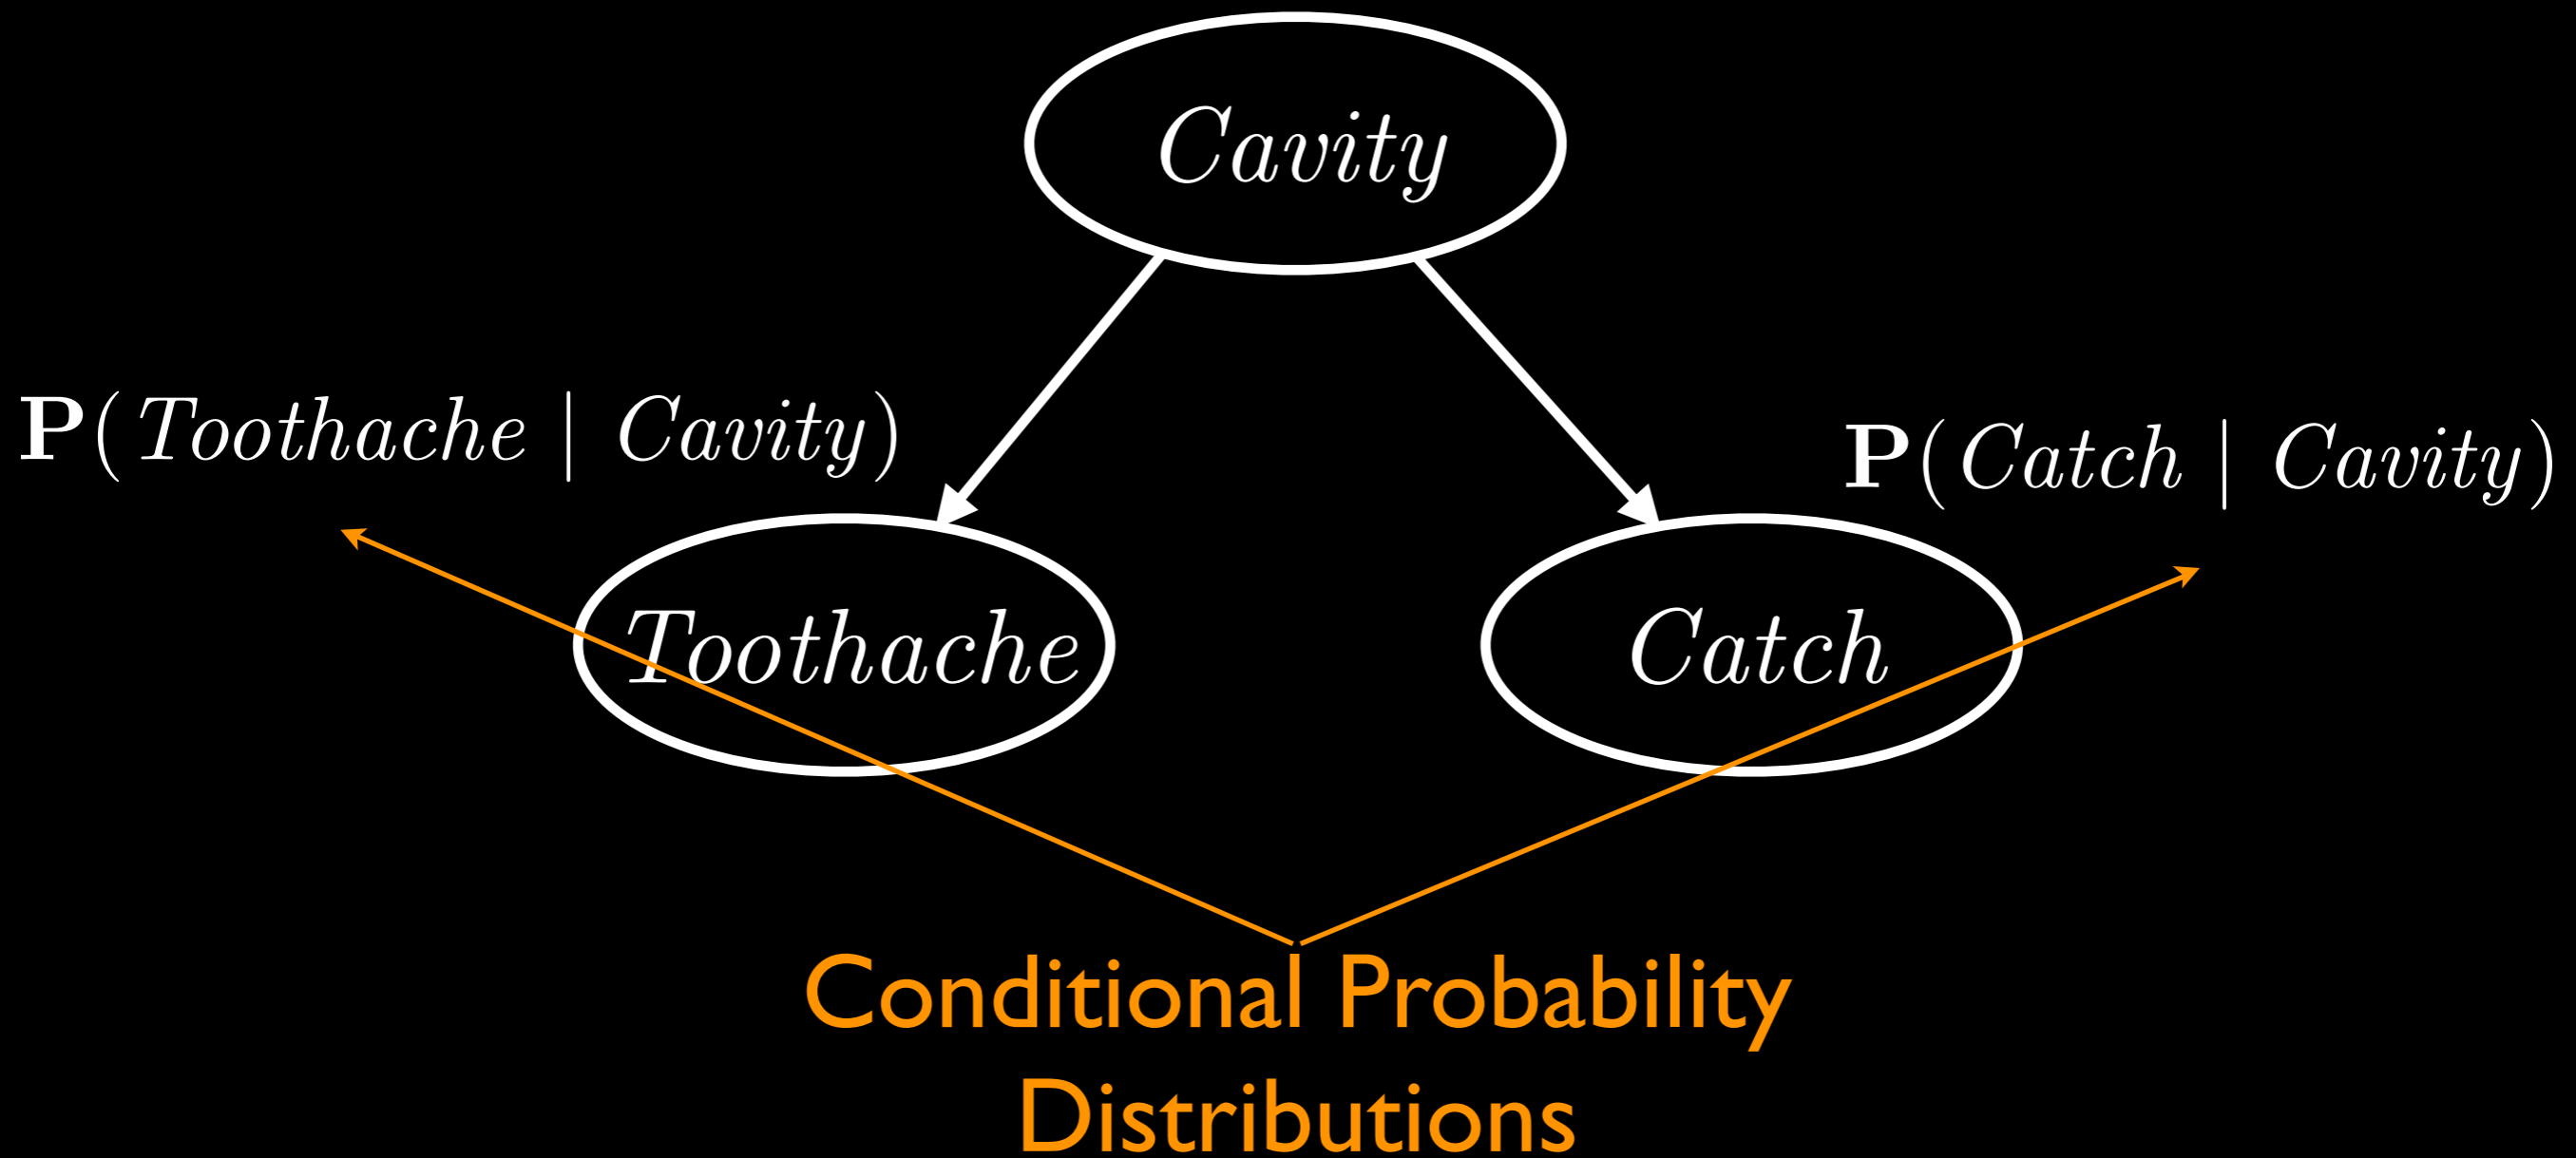 Cavity
P(Toothache | Cavity)
P(Catch | Cavity)
Toothache
Catch
Conditional Probability
Distributions